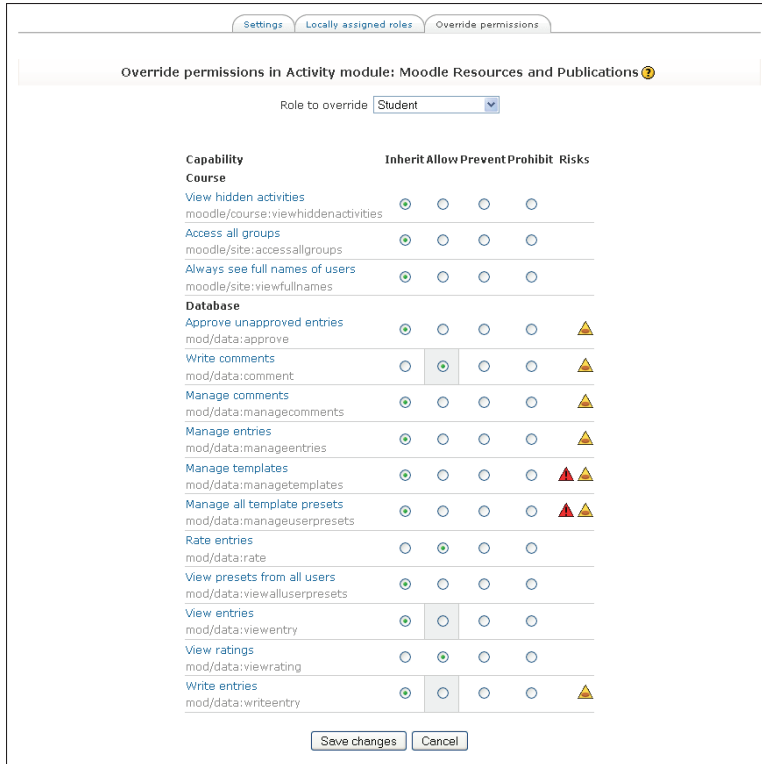 Settings Locally assigned roles Override permissions
Override permissions in Activity module: Moodle Resources and Publications ?
Role to override Student
Capability Inherit Allow Prevent Prohibit Risks
Course
View hidden activities
moodle/course:viewhiddenactivities
Access all groups
moodle/site:accessallgroups
Always see full names of users
moodle/site:viewfullnames
Database
Approve unapproved entries
mod/data:approve
Write comments
mod/data:comment
Manage comments
mod/data:managecomments
Manage entries
mod/data:manageentries
Manage templates
mod/data:managetemplates
Manage all template presets
mod/data:manageuserpresets
Rate entries
mod/data:rate
View presets from all users
mod/data:viewalluserpresets
View entries
mod/data:viewentry
View ratings
mod/data:viewrating
Write entries
mod/data:writeentry
Save changes Cancel